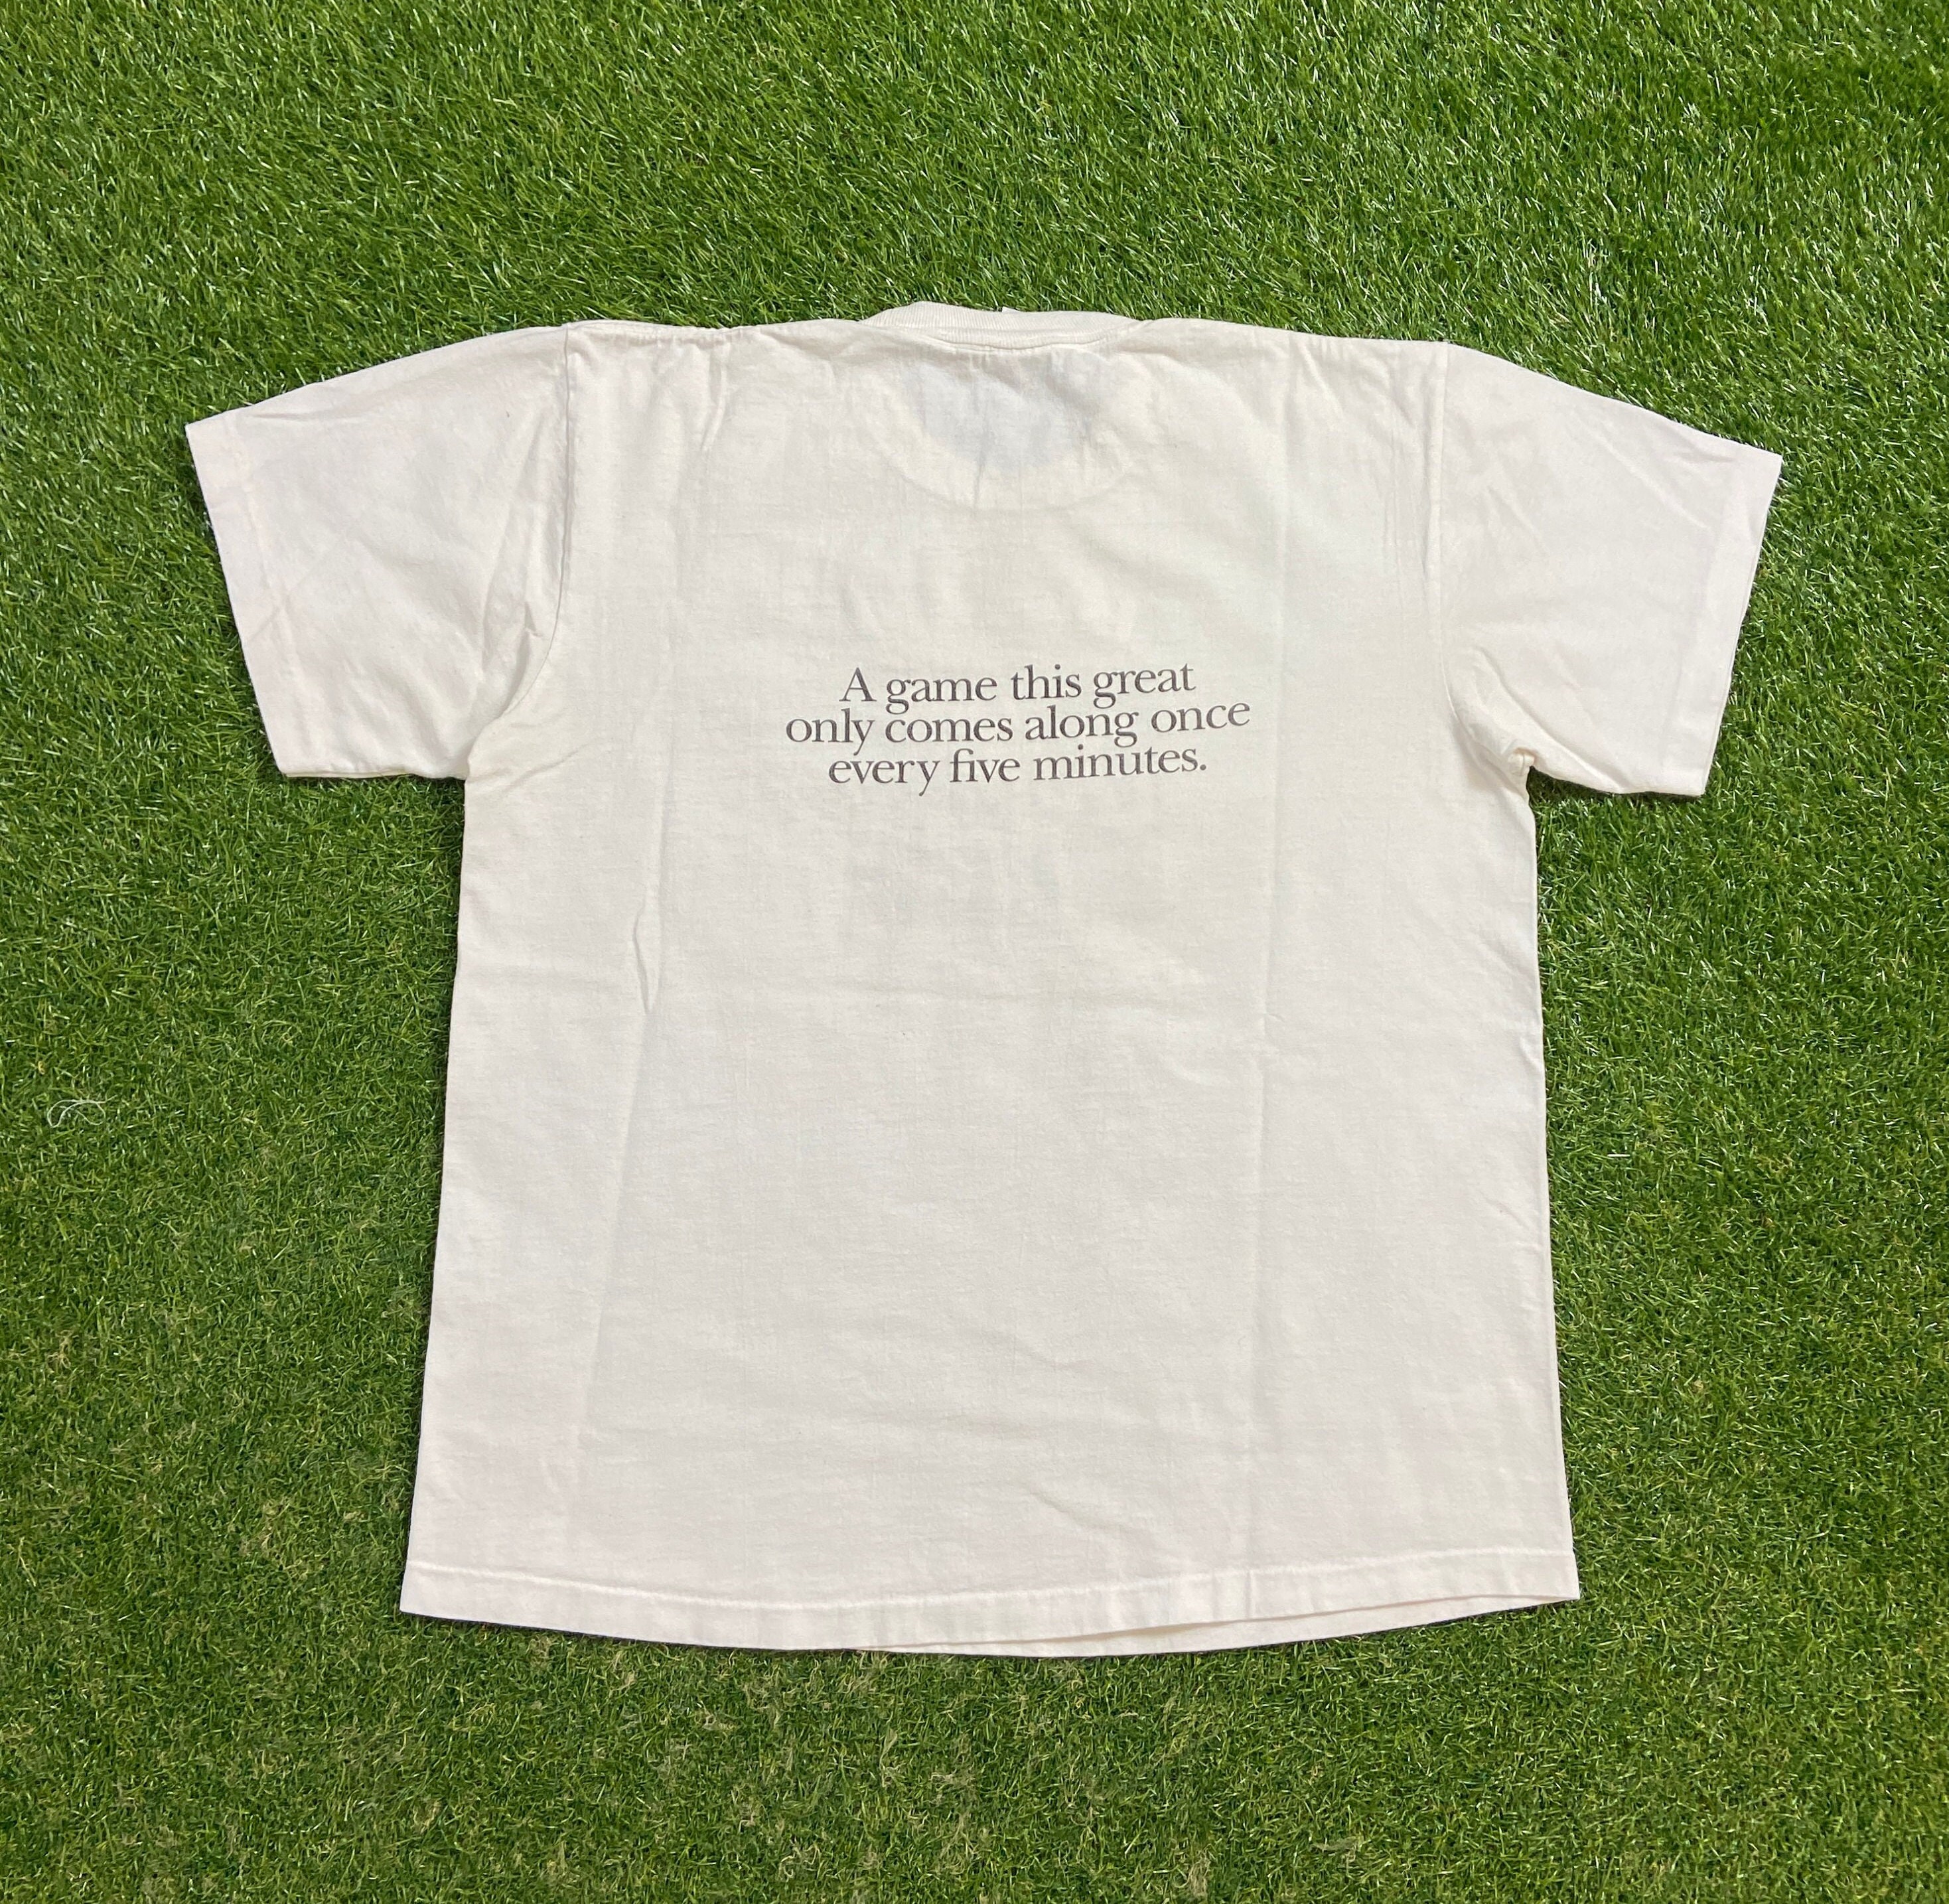 A game this great
only comes along once
every five minutes.